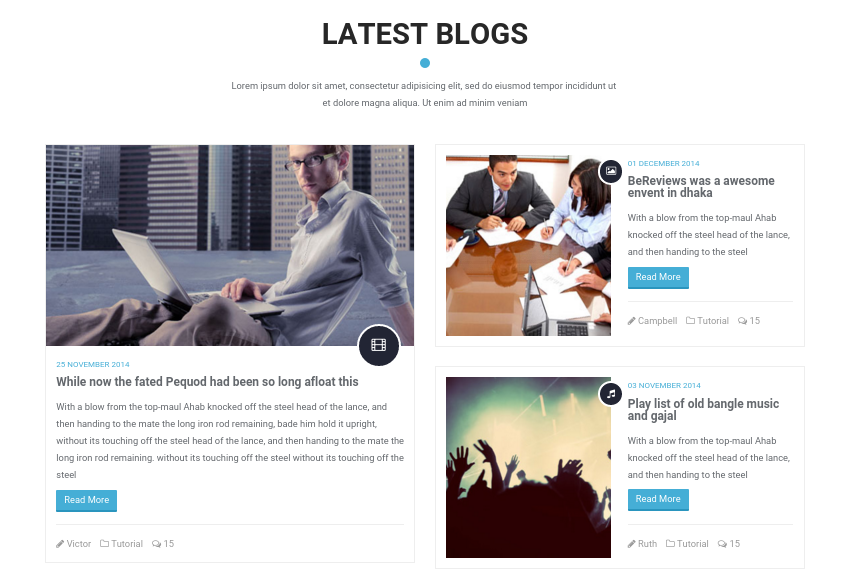 LATEST BLOGS
Lorem ipsum dolor sit amet, consectetur adipisicing elit, sed do eiusmod tempor incididunt ut
et dolore magna aliqua. Ut enim ad minim veniam
25 NOVEMBER 2014
While now the fated Pequod had been so long afloat this
With a blow from the top-maul Ahab knocked off the steel head of the lance, and
then handing to the mate the long iron rod remaining, bade him hold it upright,
without its touching off the steel head of the lance, and then handing to the mate the
long iron rod remaining. without its touching off the steel without its touching off the
steel
Read More
Victor Tutorial 15
01 DECEMBER 2014
BeReviews was a awesome
envent in dhaka
With a blow from the top-maul Ahab
knocked off the steel head of the lance,
and then handing to the steel
Read More
Campbell Tutorial 15
03 NOVEMBER 2014
Play list of old bangle music
and gajal
With a blow from the top-maul Ahab
knocked off the steel head of the lance,
and then handing to the steel
Read More
Ruth Tutorial 15